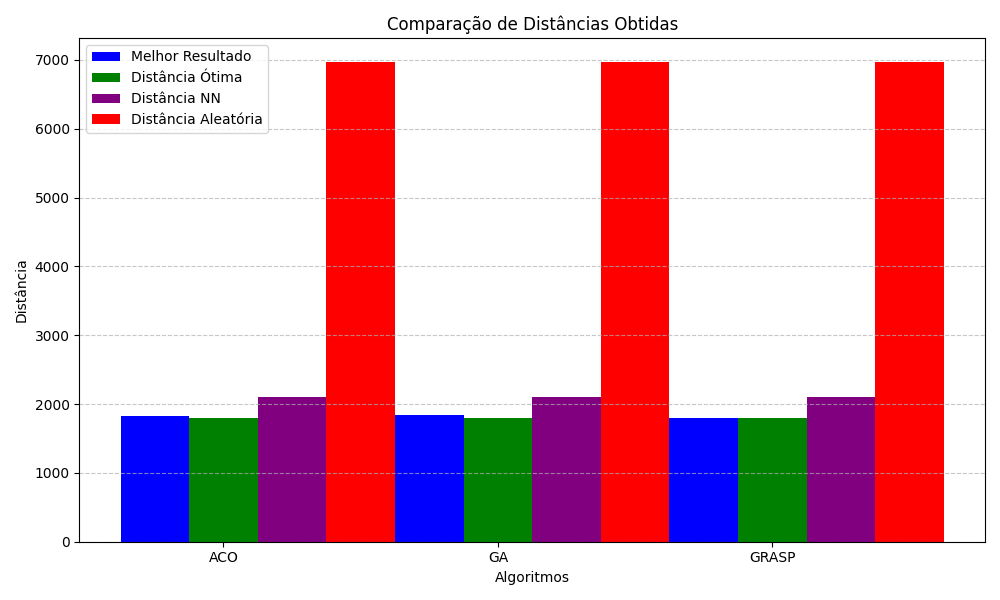 Comparação de Distâncias Obtidas
Melhor Resultado
Distância Ótima
Distância NN
Distância Aleatória
Distância
7000
6000
5000
4000
3000
2000
1000
0
ACO
GA
GRASP
Algoritmos